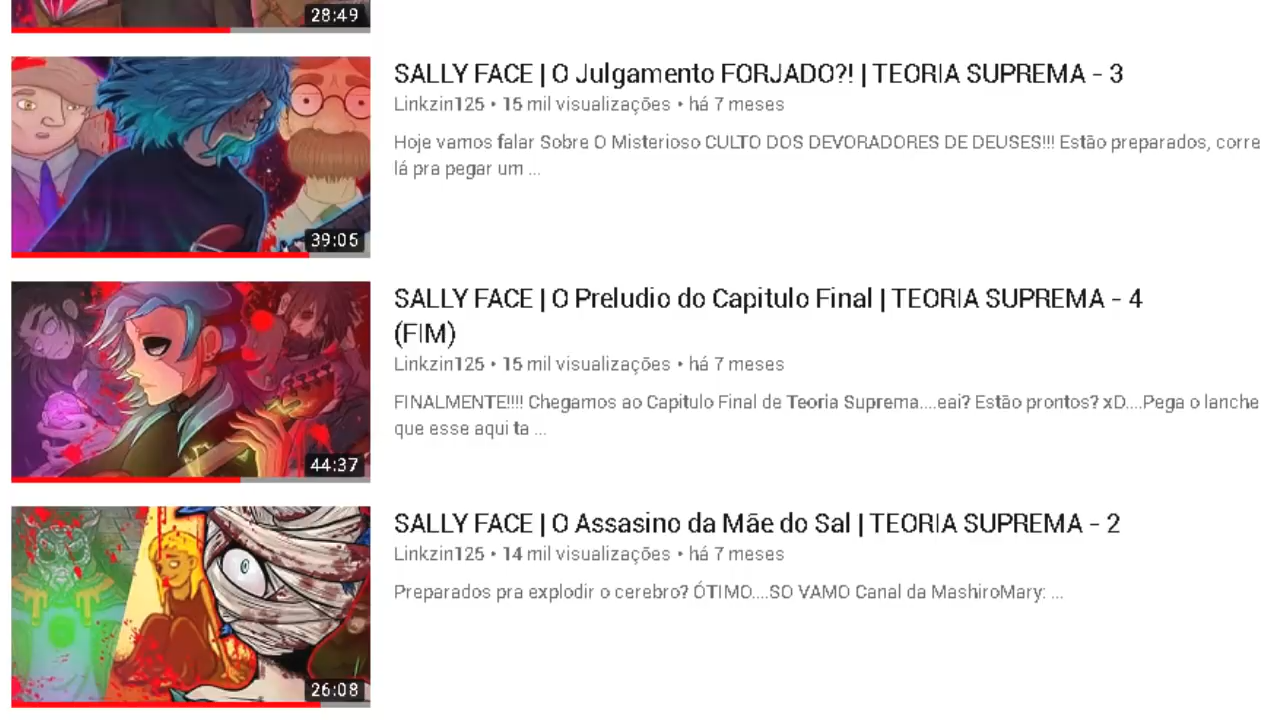 28:49
SALLY FACE | O Julgamento FORJADO?! | TEORIA SUPREMA - 3
Linkzin125 • 15 mil visualizações • há 7 meses
Hoje vamos falar Sobre O Misterioso CULTO DOS DEVORADORES DE DEUSES!!! Estão preparados, corre
lá pra pegar um ...
39:05
SALLY FACE | O Preludio do Capitulo Final | TEORIA SUPREMA - 4
(FIM)
Linkzin125 • 15 mil visualizações • há 7 meses
FINALMENTE!!!! Chegamos ao Capitulo Final de Teoria Suprema....eai? Estão prontos? xD....Pega o lanche
que esse aqui ta ...
44:37
SALLY FACE | O Assasino da Mãe do Sal | TEORIA SUPREMA - 2
Linkzin125 • 14 mil visualizações • há 7 meses
Preparados pra explodir o cerebro? ÓTIMO....SO VAMO Canal da MashiroMary: ...
26:08